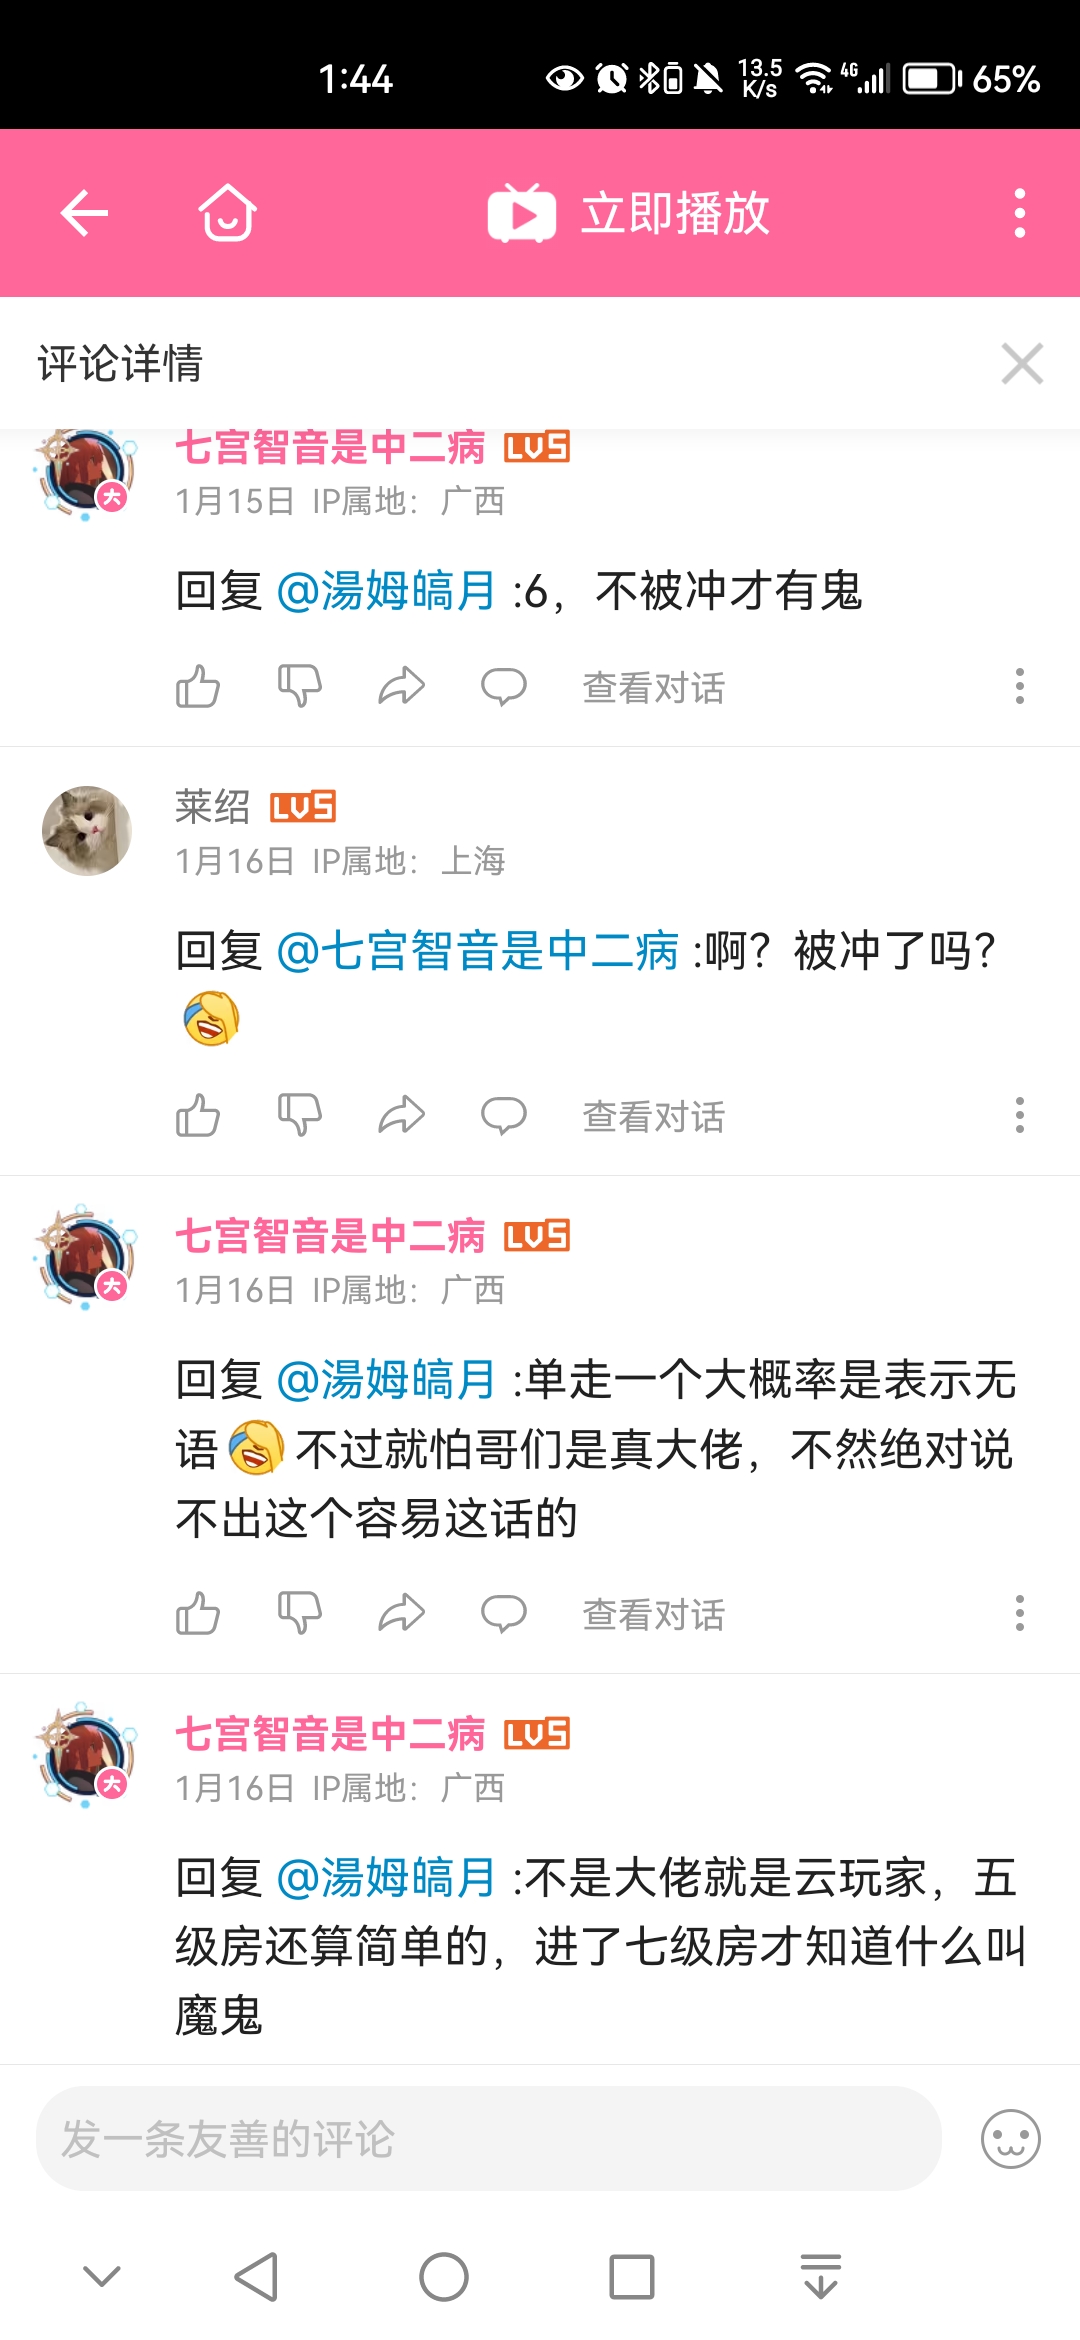 1:44 13.5 K/s 4G 65%
立即播放
评论详情
七宫智音是中二病 LV5
1月15日 IP属地：广西
回复 @湯姆皜月 :6，不被冲才有鬼
查看对话
莱绍 LV5
1月16日 IP属地：上海
回复 @七宫智音是中二病 :啊？被冲了吗？
查看对话
七宫智音是中二病 LV5
1月16日 IP属地：广西
回复 @湯姆皜月 :单走一个大概率是表示无
语 不过就怕哥们是真大佬，不然绝对说
不出这个容易这话的
查看对话
七宫智音是中二病 LV5
1月16日 IP属地：广西
回复 @湯姆皜月 :不是大佬就是云玩家，五
级房还算简单的，进了七级房才知道什么叫
魔鬼
发一条友善的评论